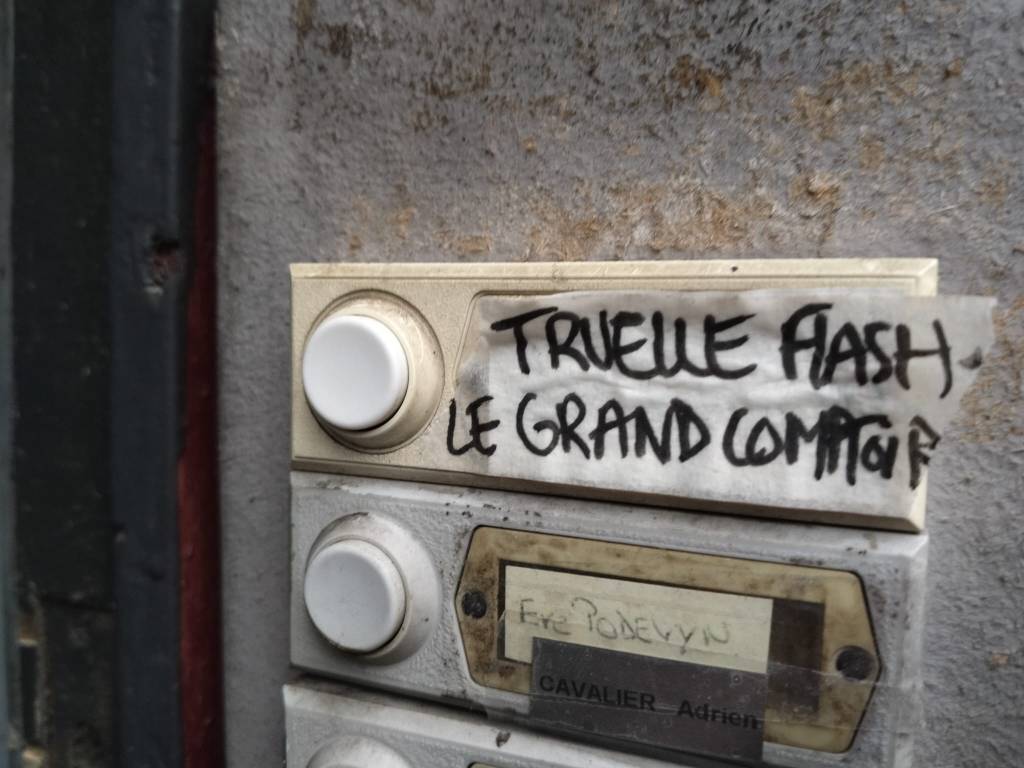 TRUELLE FLASH.
LE GRAND COMPTOIR
Eve PODEVYN
CAVALIER Adrien